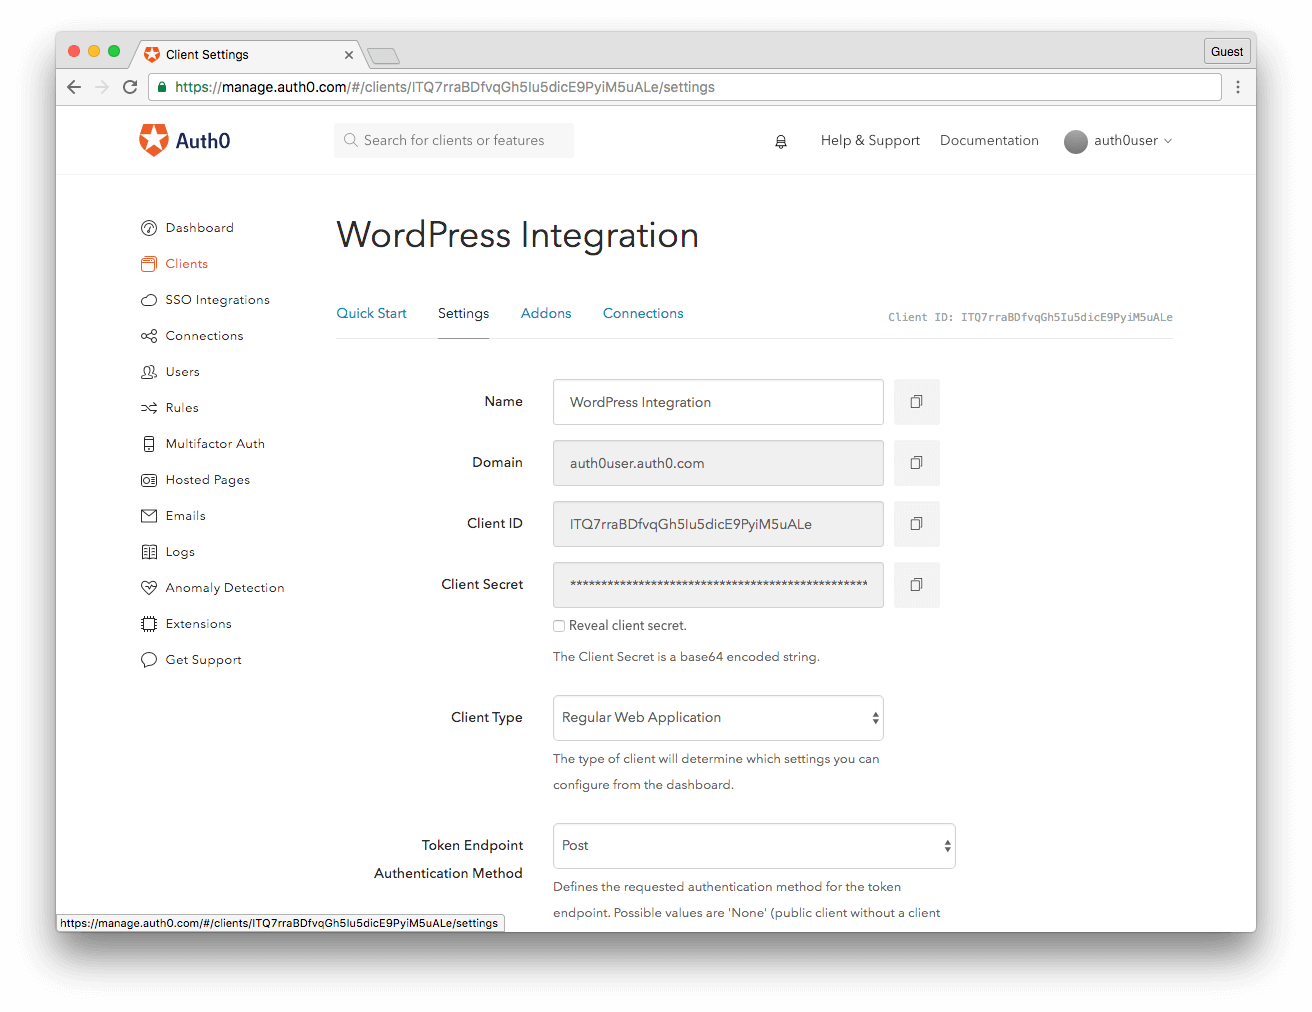 Client Settings
Guest
https://manage.auth0.com/#/clients/ITQ7rraBDfvqGh5Iu5dicE9PyiM5uALe/settings
Auth0
Search for clients or features
Help & Support
Documentation
auth0user
Dashboard
Clients
SSO Integrations
Connections
Users
Rules
Multifactor Auth
Hosted Pages
Emails
Logs
Anomaly Detection
Extensions
Get Support
WordPress Integration
Quick Start
Settings
Addons
Connections
Client ID: ITQ7rraBDfvqGh5Iu5dicE9PyiM5uALe
Name
WordPress Integration
Domain
auth0user.auth0.com
Client ID
ITQ7rraBDfvqGh5Iu5dicE9PyiM5uALe
Client Secret
************************************************
Reveal client secret.
The Client Secret is a base64 encoded string.
Client Type
Regular Web Application
The type of client will determine which settings you can
configure from the dashboard.
Token Endpoint
Authentication Method
Post
Defines the requested authentication method for the token
endpoint. Possible values are 'None' (public client without a client
https://manage.auth0.com/#/clients/ITQ7rraBDfvqGh5Iu5dicE9PyiM5uALe/settings